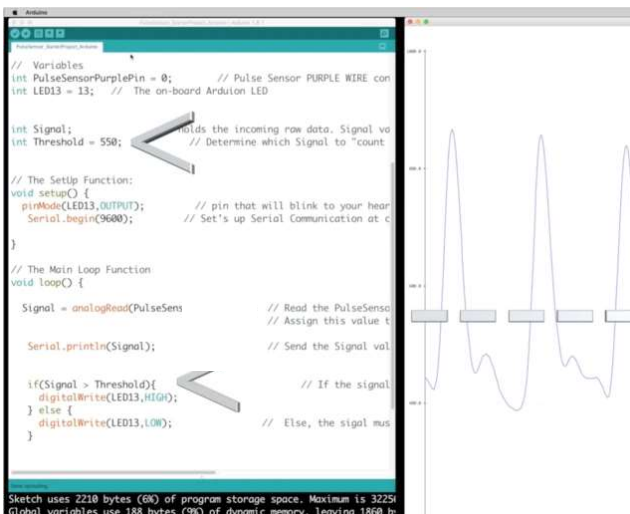 Arduino
PulseSensor_StarterProject_Arduino | Arduino 1.8.1
PulseSensor_StarterProject_Arduino
// Variables
int PulseSensorPurplePin = 0; // Pulse Sensor PURPLE WIRE con
int LED13 = 13; // The on-board Arduion LED
int Signal; holds the incoming raw data. Signal va
int Threshold = 550; // Determine which Signal to "count
// The SetUp Function:
void setup() {
pinMode(LED13,OUTPUT); // pin that will blink to your hear
Serial.begin(9600); // Set's up Serial Communication at c
}
// The Main Loop Function
void loop() {
Signal = analogRead(PulseSens // Read the PulseSenso
// Assign this value t
Serial.println(Signal); // Send the Signal val
if(Signal > Threshold){ // If the signal
digitalWrite(LED13,HIGH);
} else {
digitalWrite(LED13,LOW); // Else, the sigal mus
}
Done uploading.
Sketch uses 2210 bytes (6%) of program storage space. Maximum is 3225
Global variables use 188 bytes (9%) of dynamic memory, leaving 1860 b